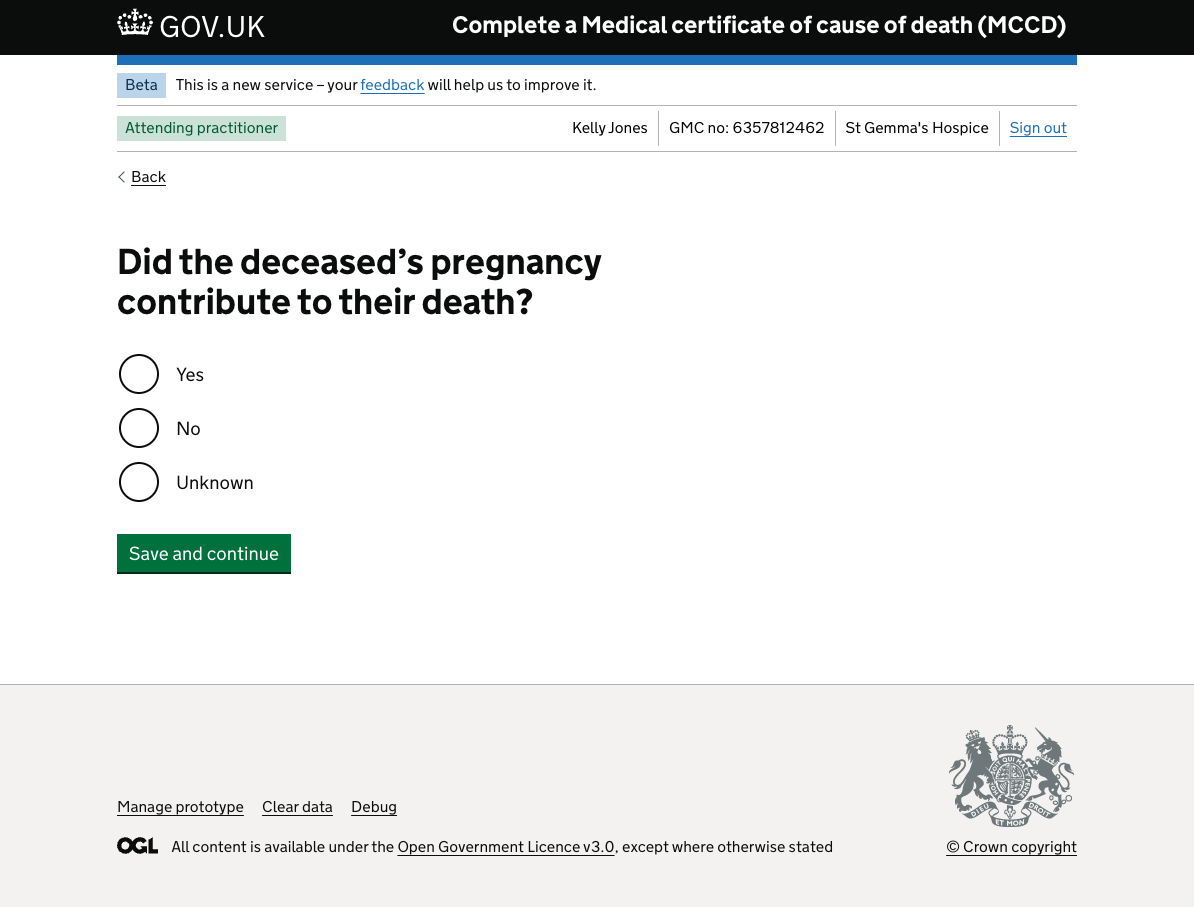 GOV.UK
Complete a Medical certificate of cause of death (MCCD)
Beta This is a new service – your feedback will help us to improve it.
Attending practitioner Kelly Jones GMC no: 6357812462 St Gemma's Hospice Sign out
Back
Did the deceased’s pregnancy
contribute to their death?
Yes
No
Unknown
Save and continue
Manage prototype Clear data Debug
OGL All content is available under the Open Government Licence v3.0, except where otherwise stated
DIEU ET MON DROIT
© Crown copyright